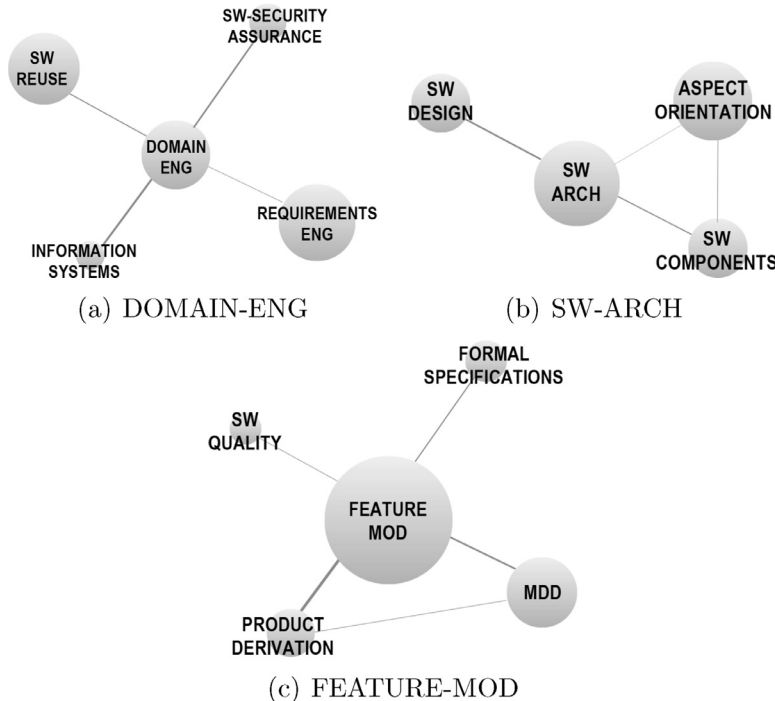 SW-SECURITY
ASSURANCE
SW
REUSE
DOMAIN
ENG
REQUIREMENTS
ENG
INFORMATION
SYSTEMS
(a) DOMAIN-ENG
SW
DESIGN
ASPECT
ORIENTATION
SW
ARCH
SW
COMPONENTS
(b) SW-ARCH
FORMAL
SPECIFICATIONS
SW
QUALITY
FEATURE
MOD
MDD
PRODUCT
DERIVATION
(c) FEATURE-MOD